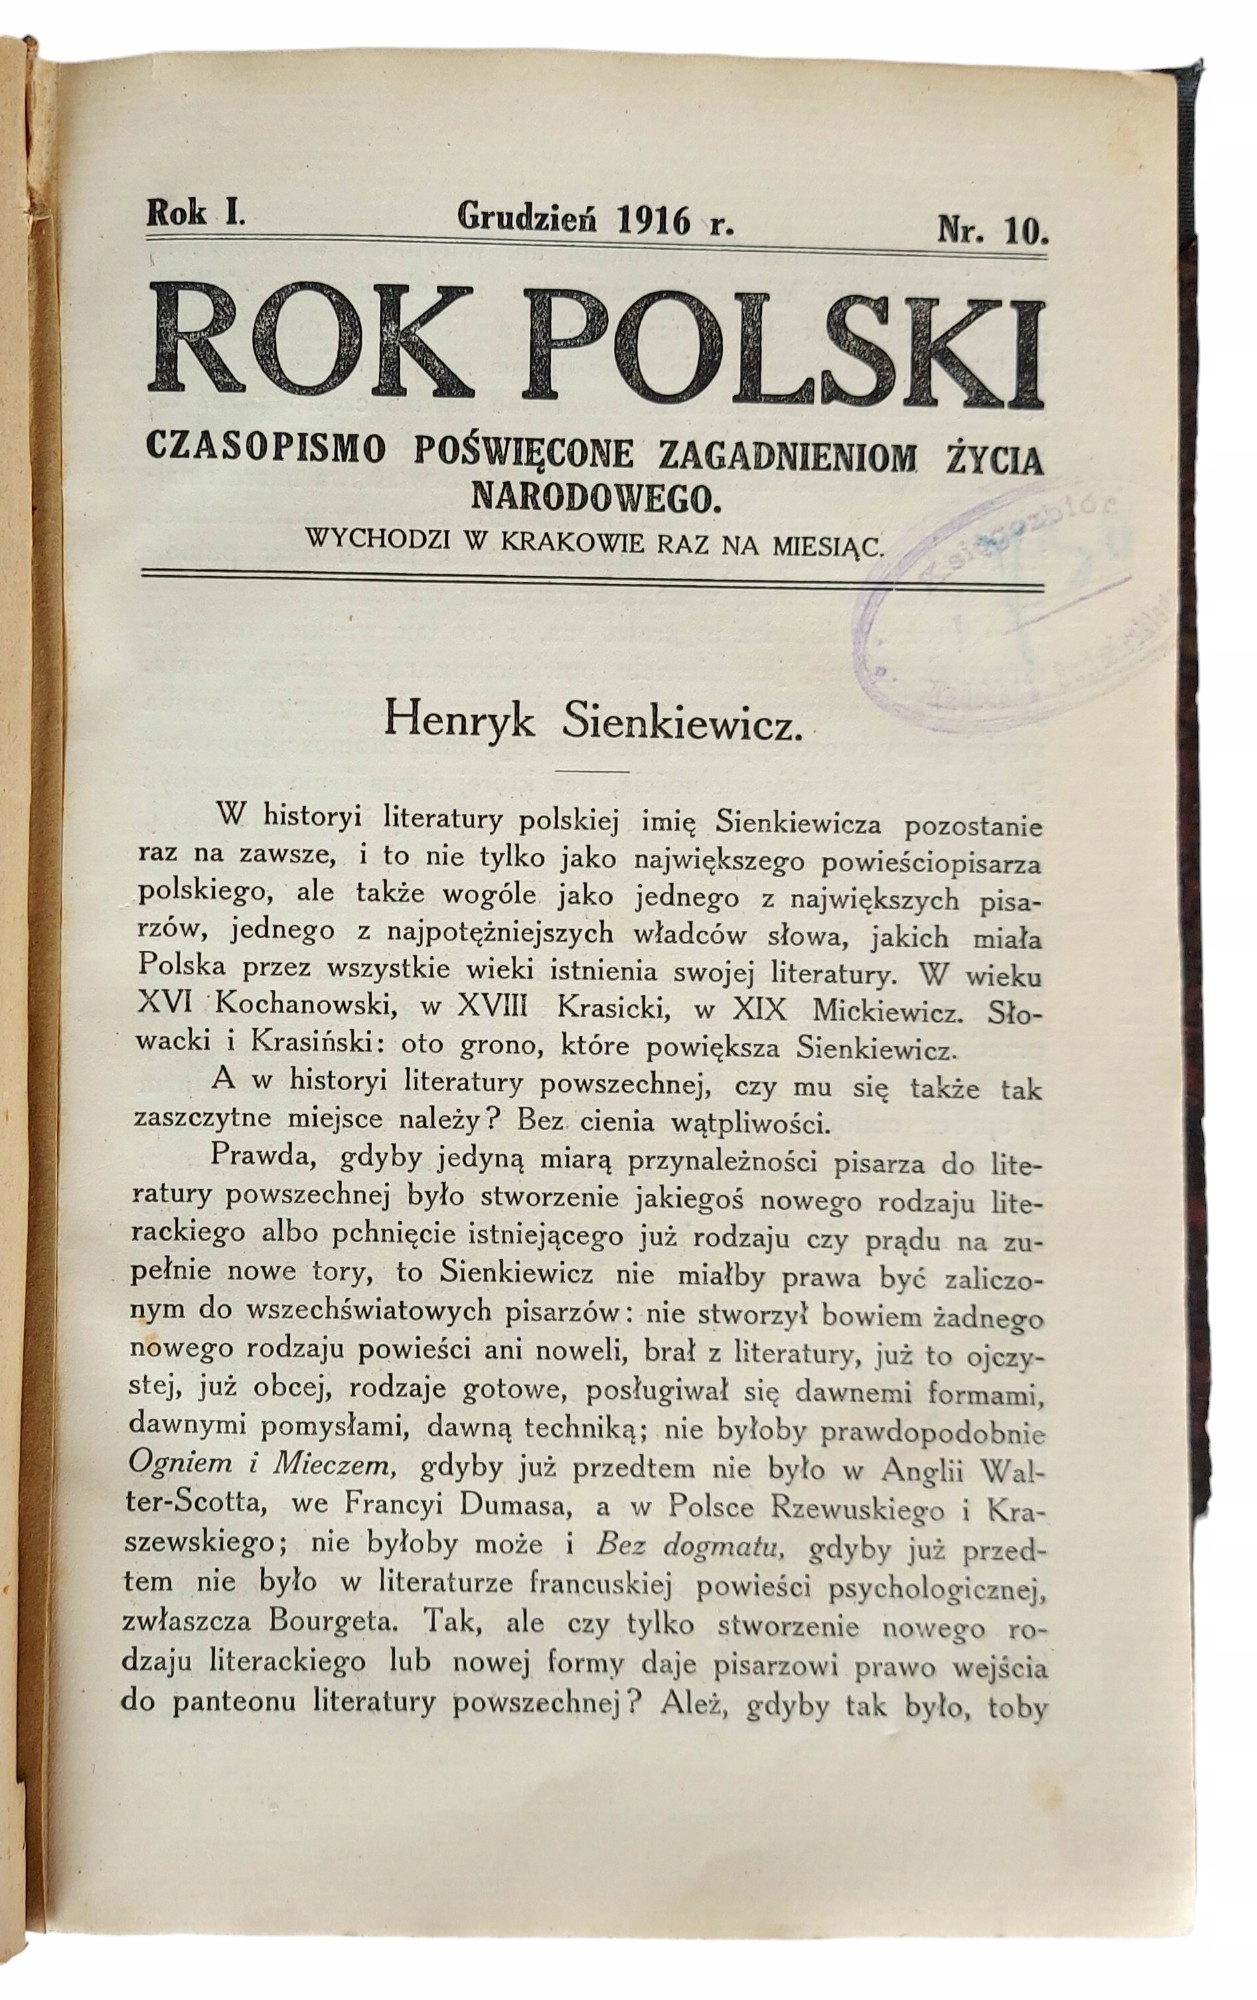 Rok I. Grudzień 1916 r. Nr. 10.
ROK POLSKI
CZASOPISMO POŚWIĘCONE ZAGADNIENIOM ŻYCIA
NARODOWEGO.
WYCHODZI W KRAKOWIE RAZ NA MIESIĄC.
Księgozbiór
Henryk Sienkiewicz.
W historyi literatury polskiej imię Sienkiewicza pozostanie
raz na zawsze, i to nie tylko jako największego powieściopisarza
polskiego, ale także wogóle jako jednego z największych pisa-
rzów, jednego z najpotężniejszych władców słowa, jakich miała
Polska przez wszystkie wieki istnienia swojej literatury. W wieku
XVI Kochanowski, w XVIII Krasicki, w XIX Mickiewicz. Sło-
wacki i Krasiński: oto grono, które powiększa Sienkiewicz.
A w historyi literatury powszechnej, czy mu się także tak
zaszczytne miejsce należy? Bez cienia wątpliwości.
Prawda, gdyby jedyną miarą przynależności pisarza do lite-
ratury powszechnej było stworzenie jakiegoś nowego rodzaju lite-
rackiego albo pchnięcie istniejącego już rodzaju czy prądu na zu-
pełnie nowe tory, to Sienkiewicz nie miałby prawa być zaliczo-
nym do wszechświatowych pisarzów: nie stworzył bowiem żadnego
nowego rodzaju powieści ani noweli, brał z literatury, już to ojczy-
stej, już obcej, rodzaje gotowe, posługiwał się dawnemi formami,
dawnymi pomysłami, dawną techniką; nie byłoby prawdopodobnie
Ogniem i Mieczem, gdyby już przedtem nie było w Anglii Wal-
ter-Scotta, we Francyi Dumasa, a w Polsce Rzewuskiego i Kra-
szewskiego; nie byłoby może i Bez dogmatu, gdyby już przed-
tem nie było w literaturze francuskiej powieści psychologicznej,
zwłaszcza Bourgeta. Tak, ale czy tylko stworzenie nowego ro-
dzaju literackiego lub nowej formy daje pisarzowi prawo wejścia
do panteonu literatury powszechnej? Ależ, gdyby tak było, toby